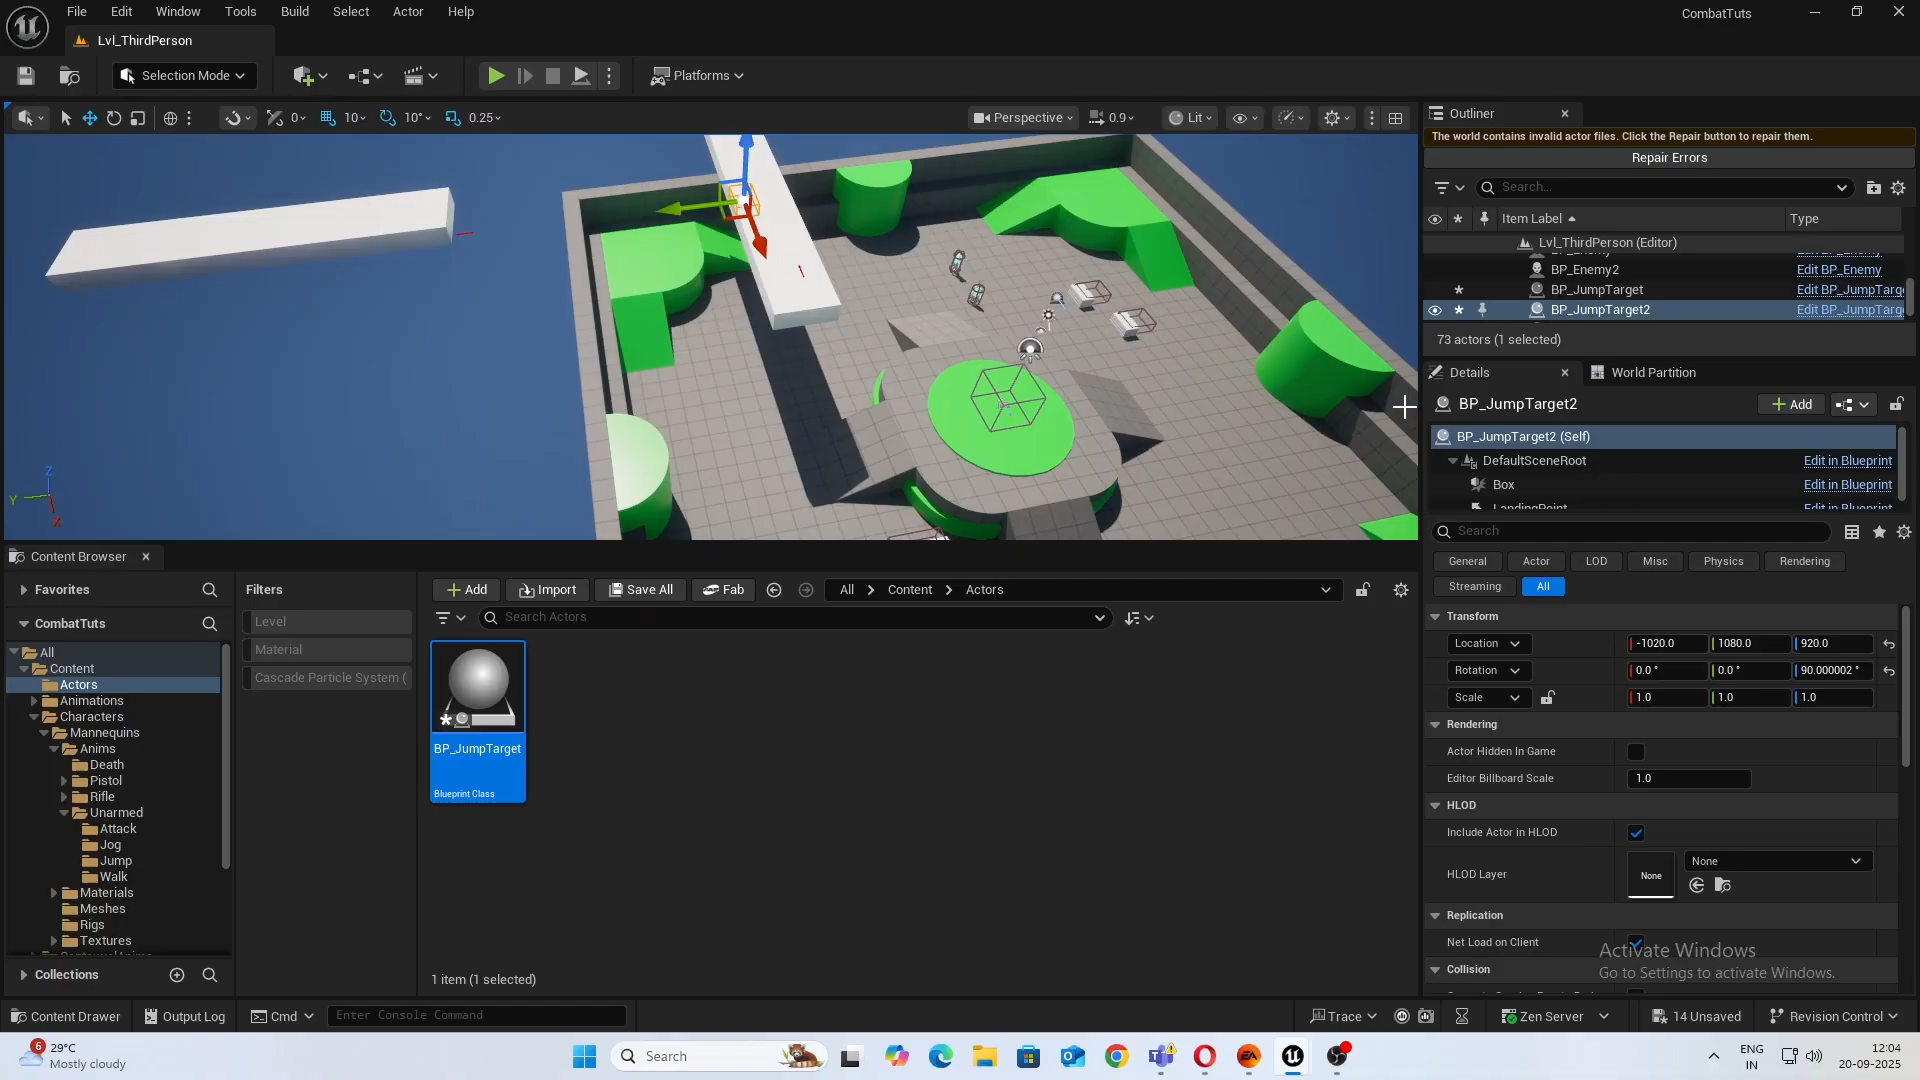 File Edit Window Tools Build Select Actor Help
CombatTuts
Lvl_ThirdPerson
Selection Mode
Platforms
0 10 10° 0.25
Perspective 0.9 Lit
Outliner
The world contains invalid actor files. Click the Repair button to repair them.
Repair Errors
Search...
Item Label Type
Lvl_ThirdPerson (Editor)
BP_Enemy2 Edit BP_Enemy
BP_JumpTarget Edit BP_JumpTarge
BP_JumpTarget2 Edit BP_JumpTarge
73 actors (1 selected)
Details World Partition
BP_JumpTarget2 Add
BP_JumpTarget2 (Self)
DefaultSceneRoot Edit in Blueprint
Box Edit in Blueprint
LandingPoint Edit in Blueprint
Search
General Actor LOD Misc Physics Rendering
Streaming All
Transform
Location -1020.0 1080.0 920.0
Rotation 0.0 ° 0.0 ° 90.000002 °
Scale 1.0 1.0 1.0
Rendering
Actor Hidden In Game
Editor Billboard Scale 1.0
HLOD
Include Actor in HLOD
HLOD Layer None None
Replication
Net Load on Client
Collision
Activate Windows
Go to Settings to activate Windows.
Z
Y
X
Content Browser
Favorites
CombatTuts
All
Content
Actors
Animations
Characters
Mannequins
Anims
Death
Pistol
Rifle
Unarmed
Attack
Jog
Jump
Walk
Materials
Meshes
Rigs
Textures
Collections
Filters
Level
Material
Cascade Particle System (
Add Import Save All Fab All Content Actors
Search Actors
BP_JumpTarget
Blueprint Class
1 item (1 selected)
Content Drawer Output Log Cmd Enter Console Command
Trace Zen Server 14 Unsaved Revision Control
6
29°C
Mostly cloudy
Search
ENG
IN
12:04
20-09-2025